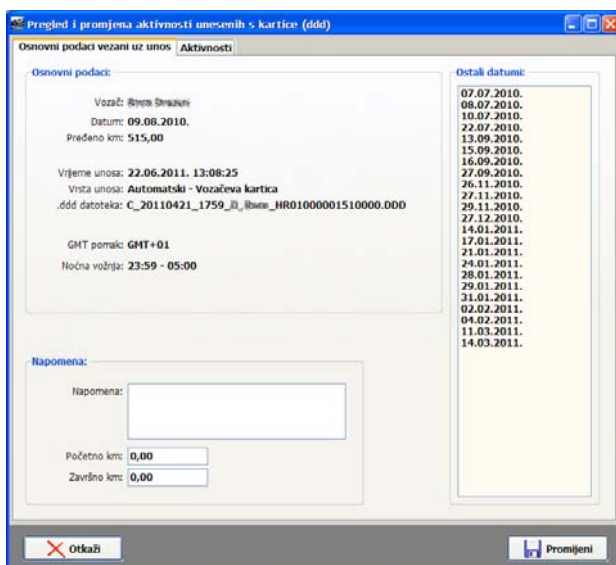 Pregled i promjena aktivnosti unesenih s kartice (ddd)
Osnovni podaci vezani uz unos Aktivnosti
Osnovni podaci:
Vozač:
Datum: 09.08.2010.
Pređeno km: 515,00
Vrijeme unosa: 22.06.2011. 13:08:25
Vrsta unosa: Automatski - Vozačeva kartica
.ddd datoteka: C_20110421_1759_ _HR01000001510000.DDD
GMT pomak: GMT+01
Noćna vožnja: 23:59 - 05:00
Napomena:
Napomena:
Početno km: 0,00
Završno km: 0,00
Ostali datumi:
07.07.2010.
08.07.2010.
10.07.2010.
22.07.2010.
13.09.2010.
15.09.2010.
16.09.2010.
27.09.2010.
26.11.2010.
27.11.2010.
29.11.2010.
27.12.2010.
14.01.2011.
17.01.2011.
21.01.2011.
24.01.2011.
28.01.2011.
29.01.2011.
31.01.2011.
02.02.2011.
04.02.2011.
11.03.2011.
14.03.2011.
Otkaži
Promijeni